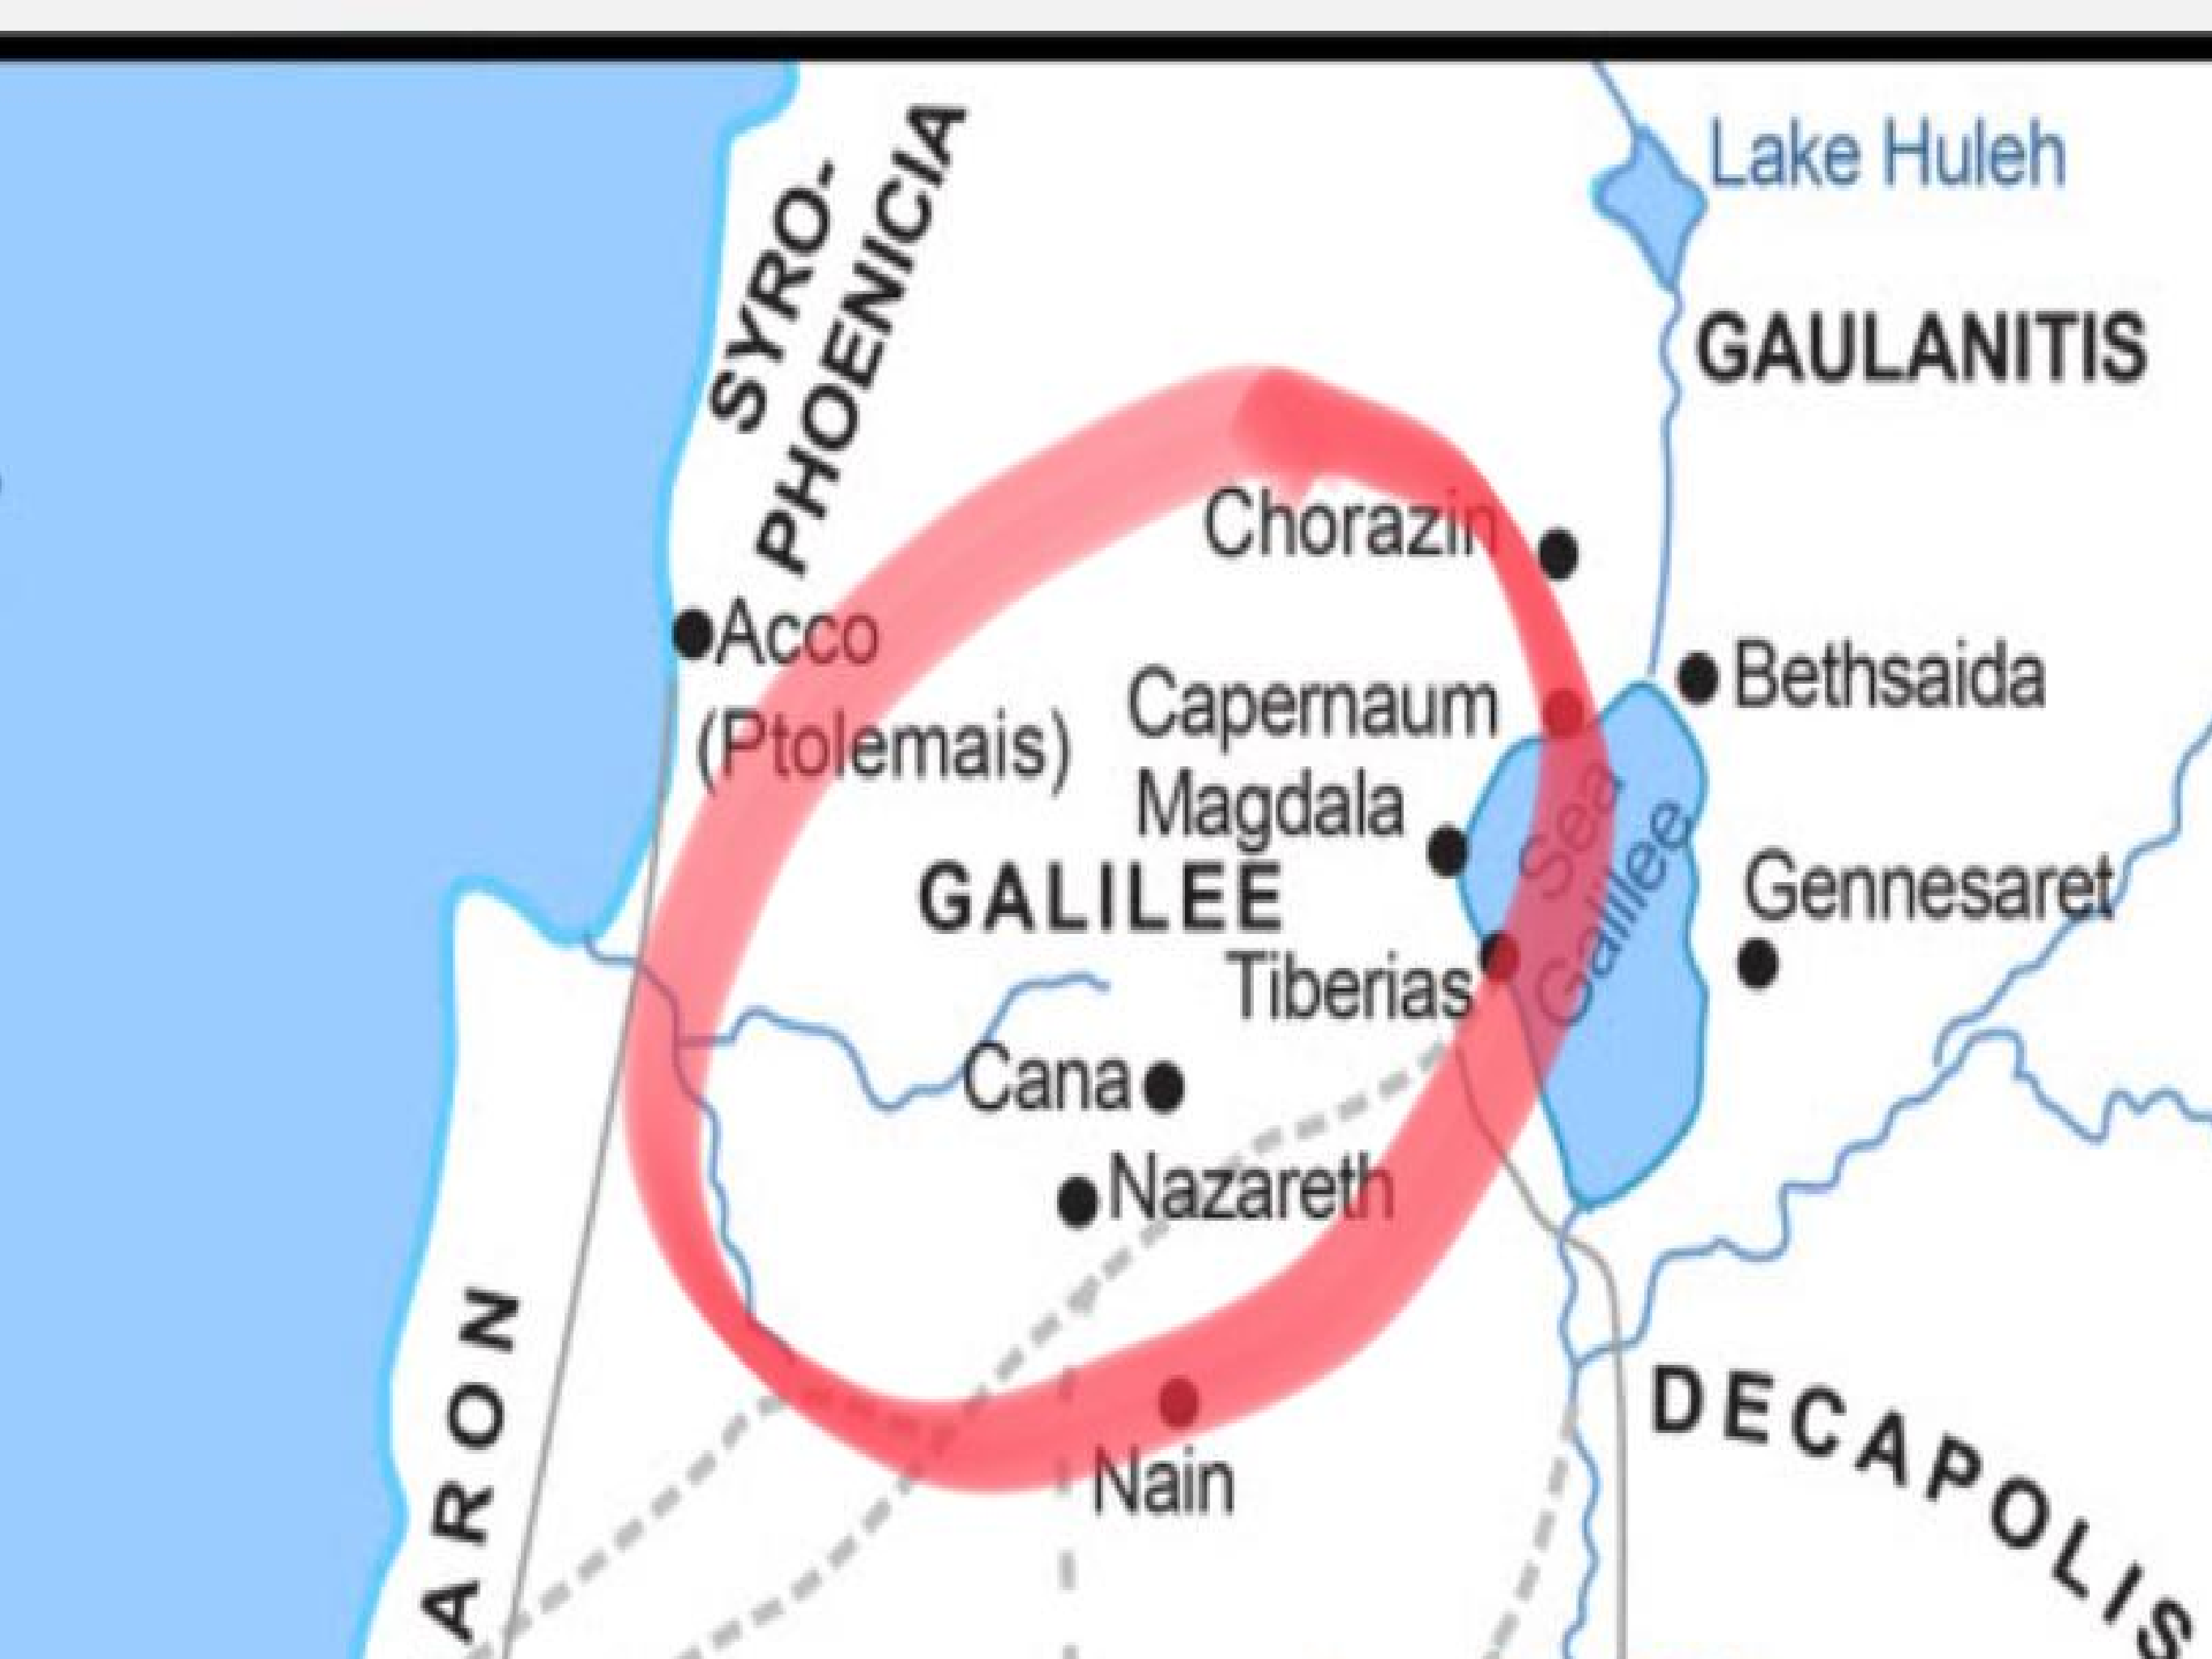 Lake Huleh
SYRO-
PHOENICIA
GAULANITIS
Chorazin
Acco
(Ptolemais)
Bethsaida
Capernaum
Magdala
Sea
Galilee
GALILEE
Gennesaret
Tiberias
Cana
Nazareth
ARON
DECAPOLIS
Nain